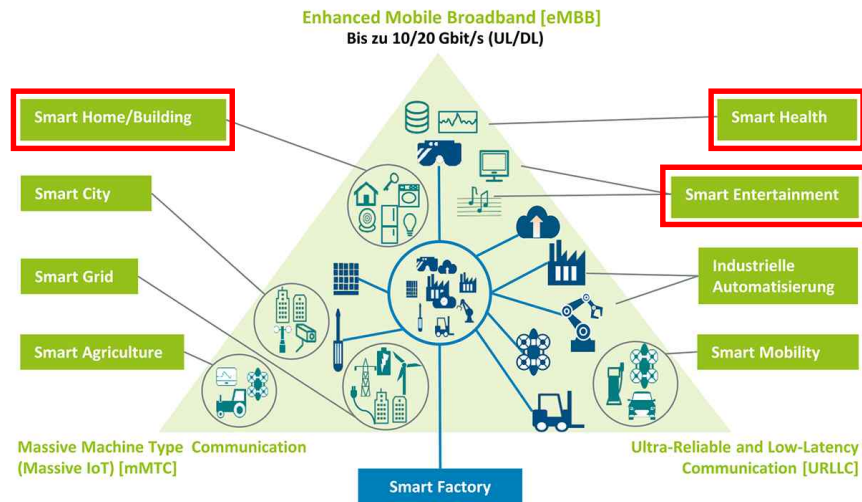 Enhanced Mobile Broadband [eMBB]
Bis zu 10/20 Gbit/s (UL/DL)
Smart Home/Building
Smart Health
Smart City
Smart Entertainment
Smart Grid
Industrielle
Automatisierung
Smart Agriculture
Smart Mobility
Massive Machine Type Communication
(Massive IoT) [mMTC]
Ultra-Reliable and Low-Latency
Communication [URLLC]
Smart Factory